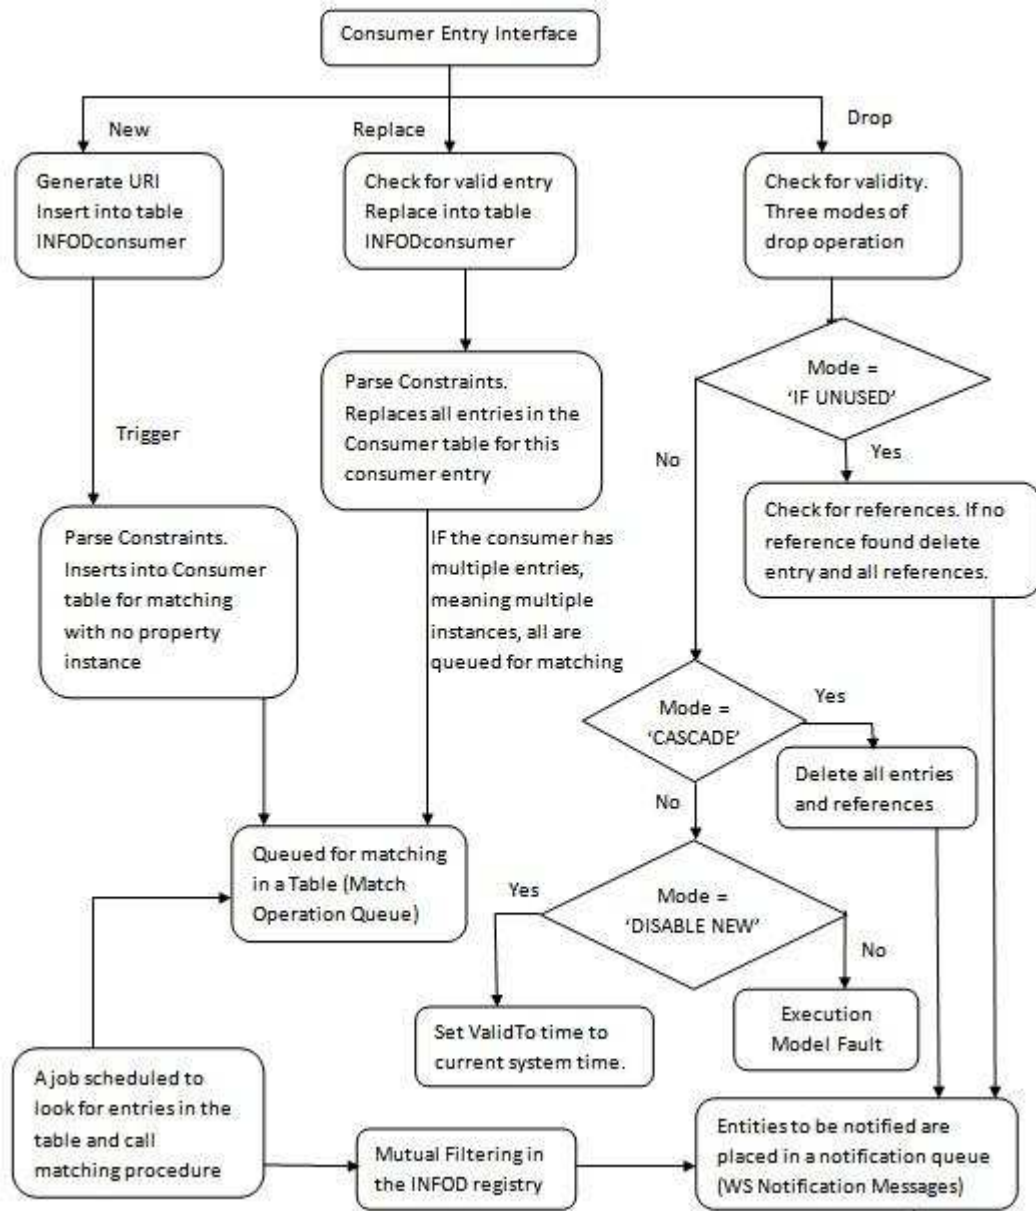 Consumer Entry Interface
New
Replace
Drop
Generate URI
Insert into table
INFODconsumer
Check for valid entry
Replace into table
INFODconsumer
Check for validity.
Three modes of
drop operation
Mode =
‘IF UNUSED’
Parse Constraints.
Replaces all entries in the
Consumer table for this
consumer entry
Trigger
No
Yes
Check for references. If no
reference found delete
entry and all references.
Parse Constraints.
Inserts into Consumer
table for matching
with no property
instance
IF the consumer has
multiple entries,
meaning multiple
instances, all are
queued for matching
Mode =
‘CASCADE’
Yes
Delete all entries
and references
No
Queued for matching
in a Table (Match
Operation Queue)
Yes
Mode =
‘DISABLE NEW’
No
Set ValidTo time to
current system time.
Execution
Model Fault
A job scheduled to
look for entries in the
table and call
matching procedure
Mutual Filtering in
the INFOD registry
Entities to be notified are
placed in a notification queue
(WS Notification Messages)